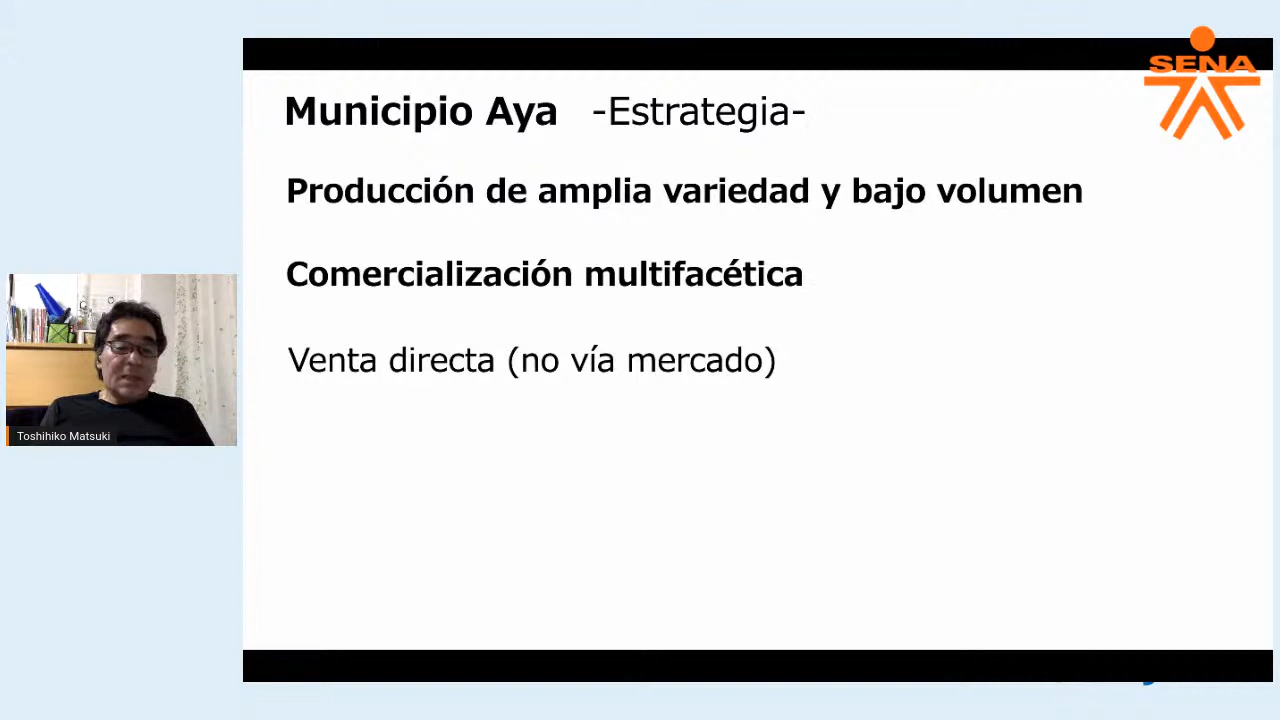 SENA
Municipio Aya -Estrategia-
Producción de amplia variedad y bajo volumen
Comercialización multifacética
Venta directa (no vía mercado)
Toshihiko Matsuki